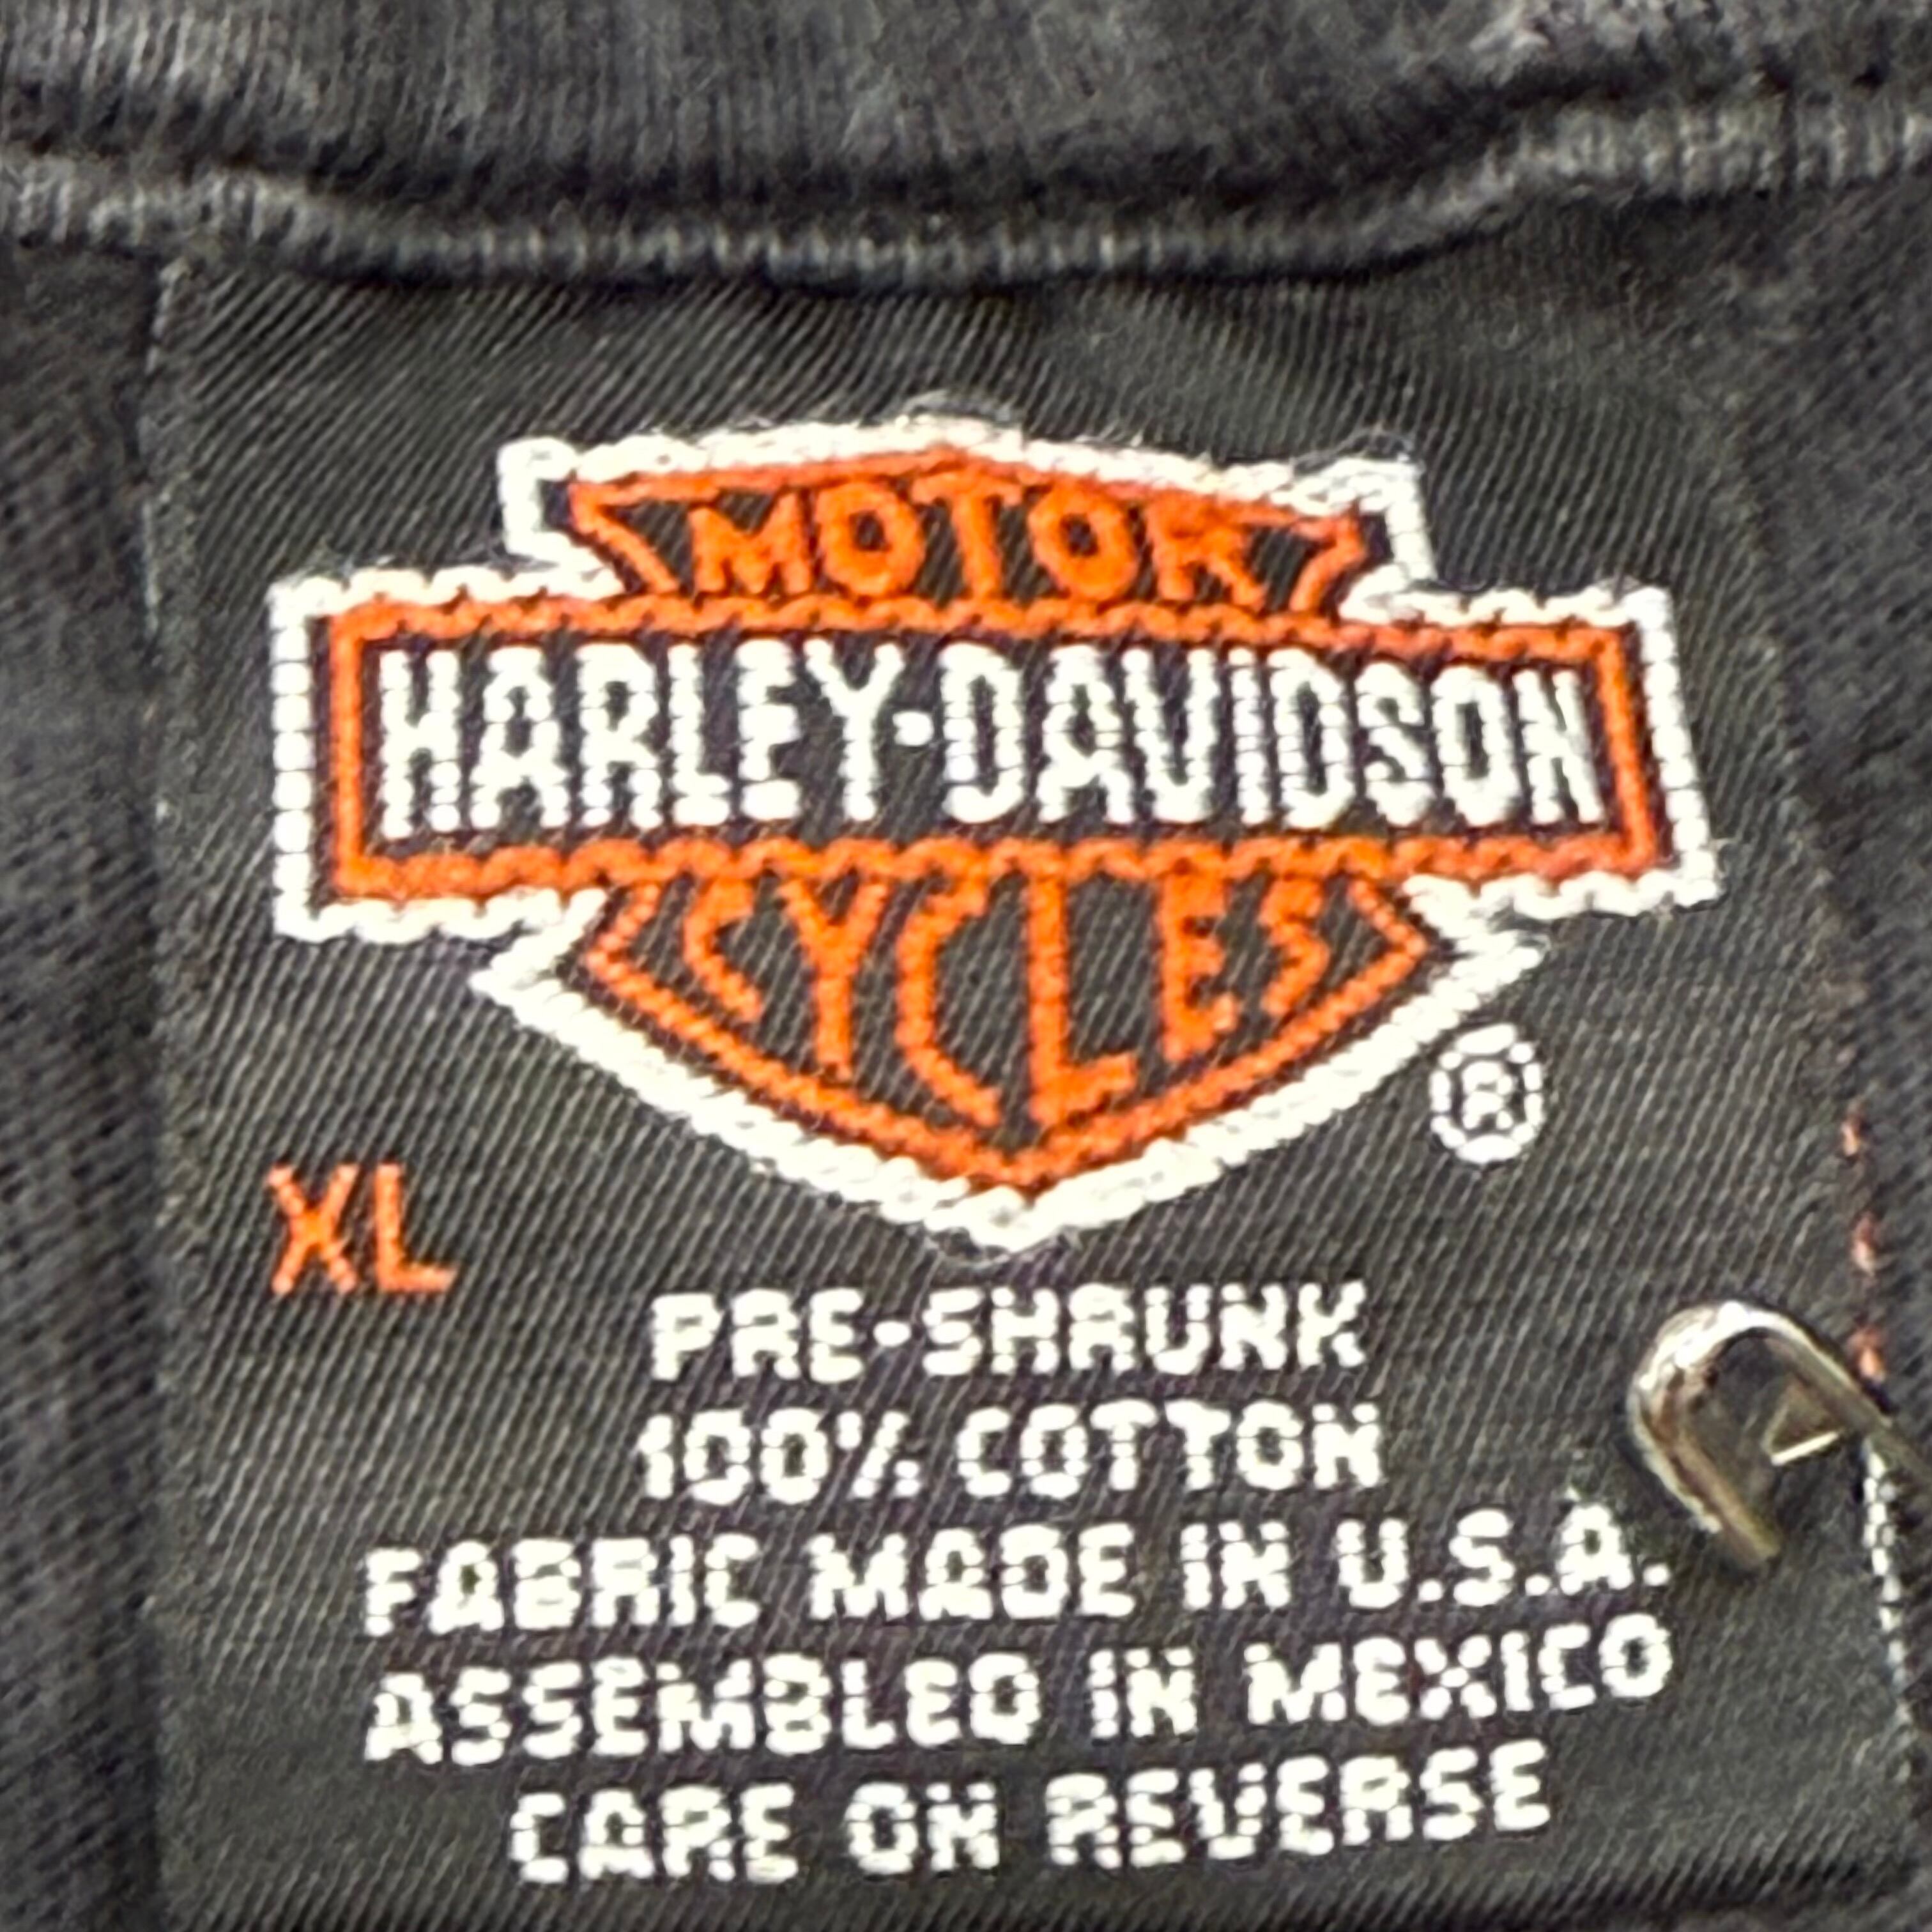 MOTOR
HARLEY-DAVIDSON
CYCLES
®
XL
PRE-SHRUNK
100% COTTON
FABRIC MADE IN U.S.A.
ASSEMBLED IN MEXICO
CARE ON REVERSE